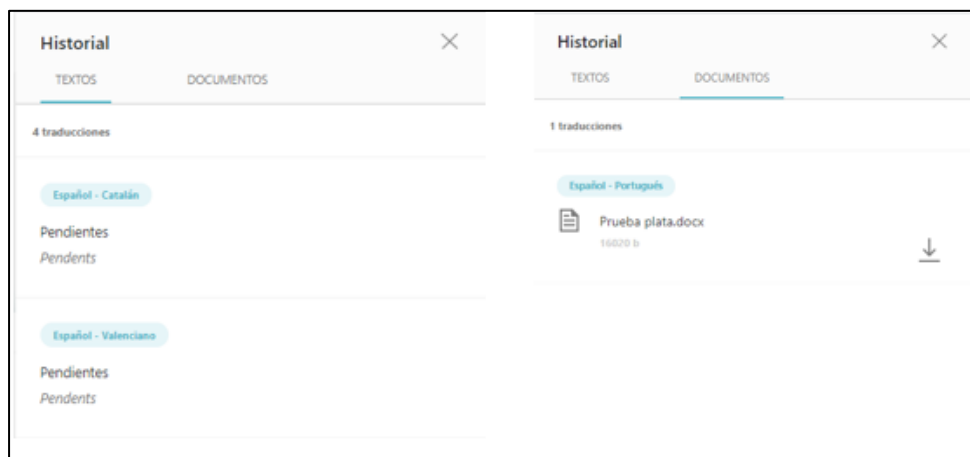 Historial
TEXTOS DOCUMENTOS
4 traducciones
Español - Catalán
Pendientes
Pendents
Español - Valenciano
Pendientes
Pendents
Historial
TEXTOS DOCUMENTOS
1 traducciones
Español - Portugués
Prueba plata.docx
16020 b